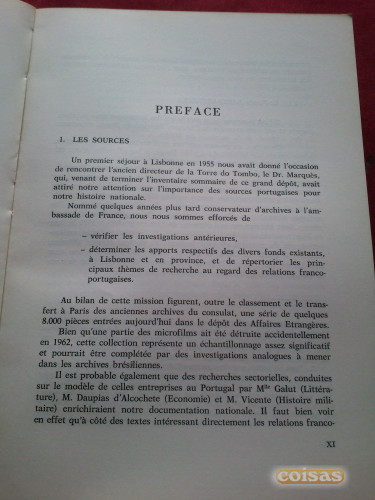 PREFACE
1. LES SOURCES
Un premier séjour à Lisbonne en 1955 nous avait donné l'occasion
de rencontrer l'ancien directeur de la Torre do Tumbo, le Dr. Marquès,
qui, venant de terminer l'inventaire sommaire de ce grand dépôt, avait
attiré notre attention sur l'importance des sources portugaises pour
notre histoire nationale.
Nommé quelques années plus tard conservateur d'archives à l'am-
bassade de France, nous nous sommes efforcés de
– vérifier les investigations antérieures,
– déterminer les apports respectifs des divers fonds existants,
à Lisbonne et en province, et de répertorier les prin-
cipaux thèmes de recherche au regard des relations franco-
portugaises.
Au bilan de cette mission figurent, outre le classement et le trans-
fert à Paris des anciennes archives du consulat, une série de quelques
8.000 pièces entrées aujourd'hui dans le dépôt des Affaires Etrangères.
Bien qu'une partie des microfilms ait été détruite accidentellement
en 1962, cette collection représente un échantillonnage assez significatif
et pourrait être complétée par des investigations analogues à mener
dans les archives brésiliennes.
Il est probable également que des recherches sectorielles, conduites
sur le modèle de celles entreprises au Portugal par Mlle Galut (Littéra-
ture), M. Daupias d'Alcochete (Economie) et M. Vicente (Histoire mili-
taire) enrichiraient notre documentation nationale. Il faut bien voir
en effet qu'à côté des textes intéressant directement les relations franco-
XI
coisas